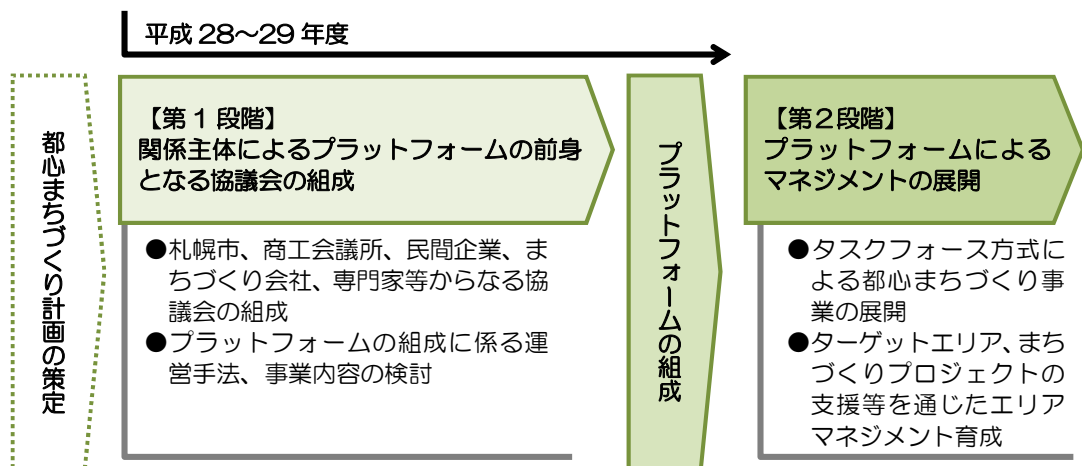 平成 28～29 年度
都心まちづくり計画の策定
【第 1 段階】
関係主体によるプラットフォームの前身
となる協議会の組成
●札幌市、商工会議所、民間企業、ま
ちづくり会社、専門家等からなる協
議会の組成
●プラットフォームの組成に係る運
営手法、事業内容の検討
プラットフォームの組成
【第２段階】
プラットフォームによる
マネジメントの展開
●タスクフォース方式に
よる都心まちづくり事
業の展開
●ターゲットエリア、まち
づくりプロジェクトの
支援等を通じたエリア
マネジメント育成